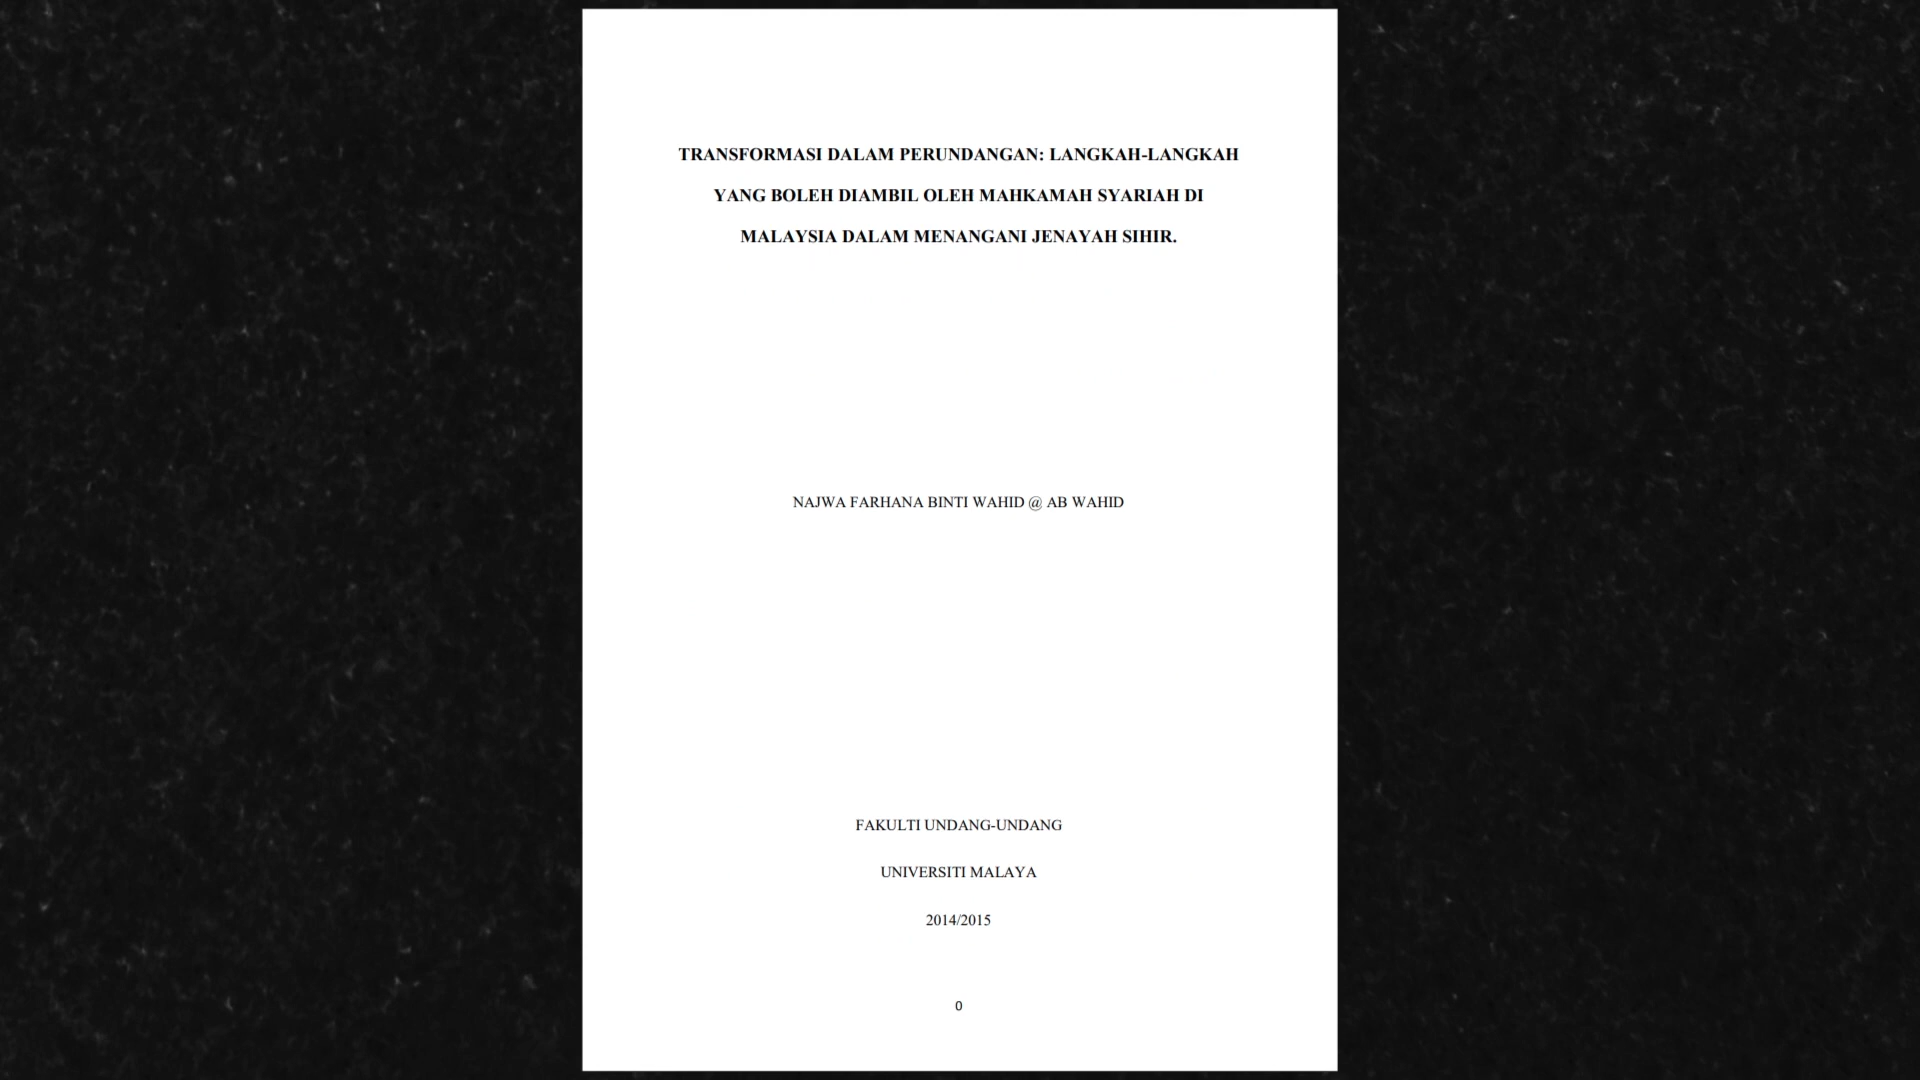 TRANSFORMASI DALAM PERUNDANGAN: LANGKAH-LANGKAH
YANG BOLEH DIAMBIL OLEH MAHKAMAH SYARIAH DI
MALAYSIA DALAM MENANGANI JENAYAH SIHIR.
NAJWA FARHANA BINTI WAHID @ AB WAHID
FAKULTI UNDANG-UNDANG
UNIVERSITI MALAYA
2014/2015
0